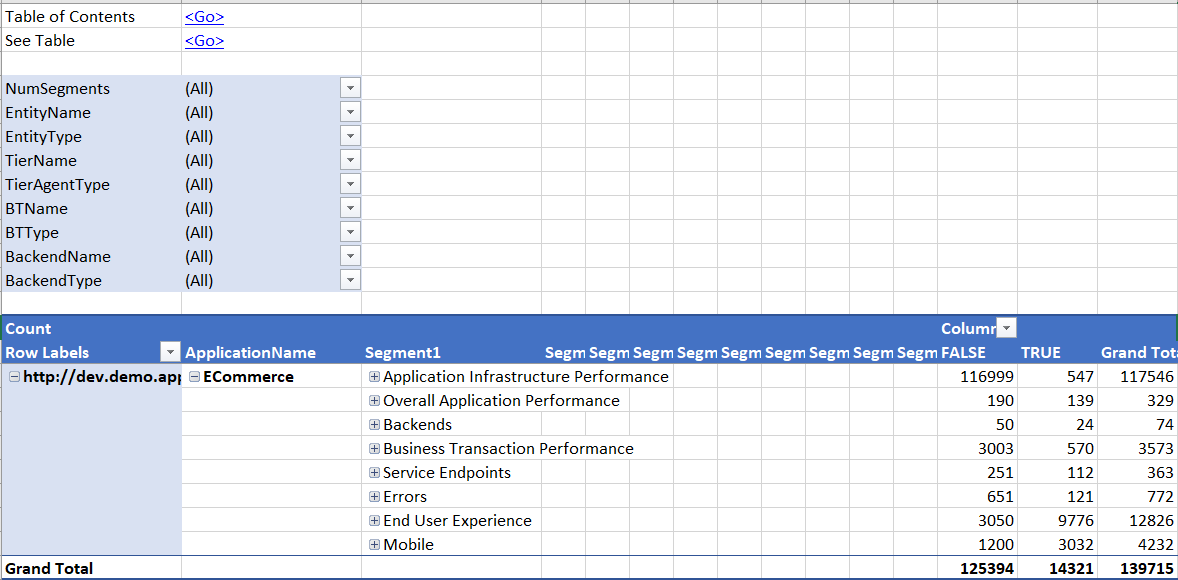 Table of Contents <Go>
See Table <Go>
NumSegments (All)
EntityName (All)
EntityType (All)
TierName (All)
TierAgentType (All)
BTName (All)
BTType (All)
BackendName (All)
BackendType (All)
Count Column
Row Labels ApplicationName Segment1 Segm Segm Segm Segm Segm Segm Segm Segm Segm FALSE TRUE Grand Tota
http://dev.demo.app ECommerce Application Infrastructure Performance 116999 547 117546
Overall Application Performance 190 139 329
Backends 50 24 74
Business Transaction Performance 3003 570 3573
Service Endpoints 251 112 363
Errors 651 121 772
End User Experience 3050 9776 12826
Mobile 1200 3032 4232
Grand Total 125394 14321 139715